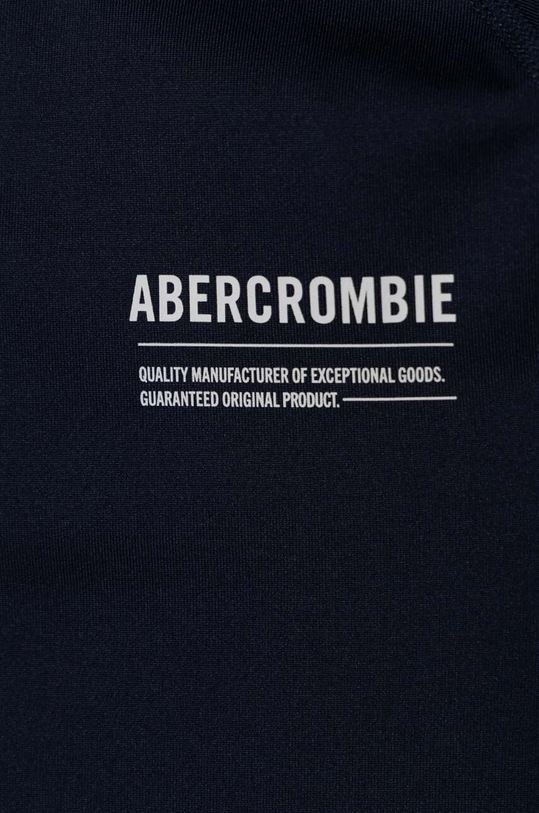 ABERCROMBIE
QUALITY MANUFACTURER OF EXCEPTIONAL GOODS.
GUARANTEED ORIGINAL PRODUCT.